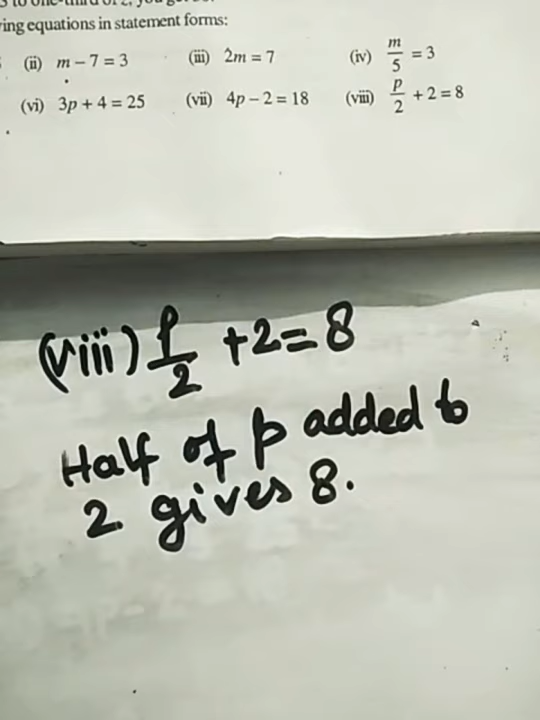 ing equations in statement forms:
(ii) m − 7 = 3 (iii) 2m = 7 (iv) m/5 = 3
(vi) 3p + 4 = 25 (vii) 4p − 2 = 18 (viii) p/2 + 2 = 8
(viii) p/2 + 2 = 8
Half of p added to
2 gives 8.